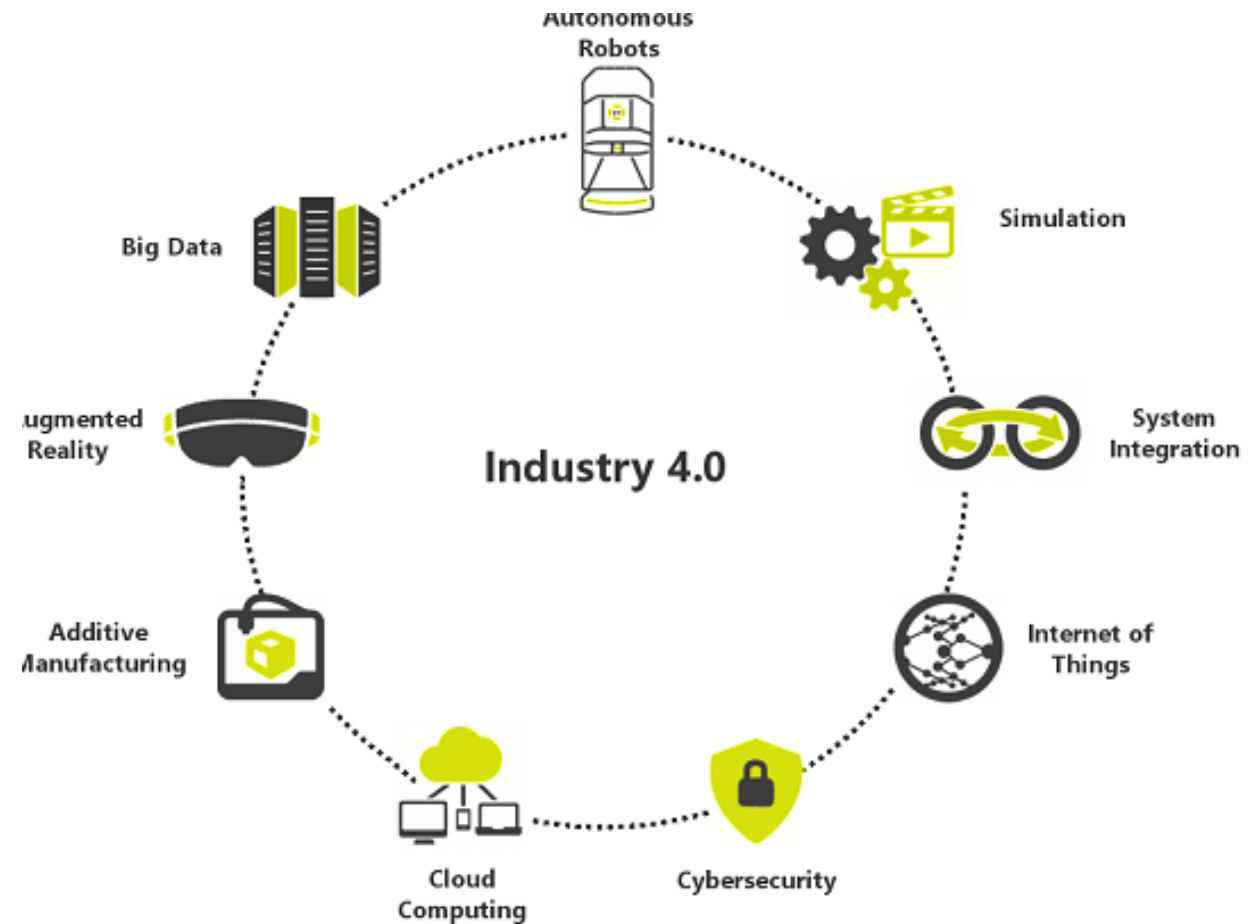 Autonomous
Robots
Simulation
Big Data
System
Integration
Augmented
Reality
Industry 4.0
Internet of
Things
Additive
Manufacturing
Cybersecurity
Cloud
Computing